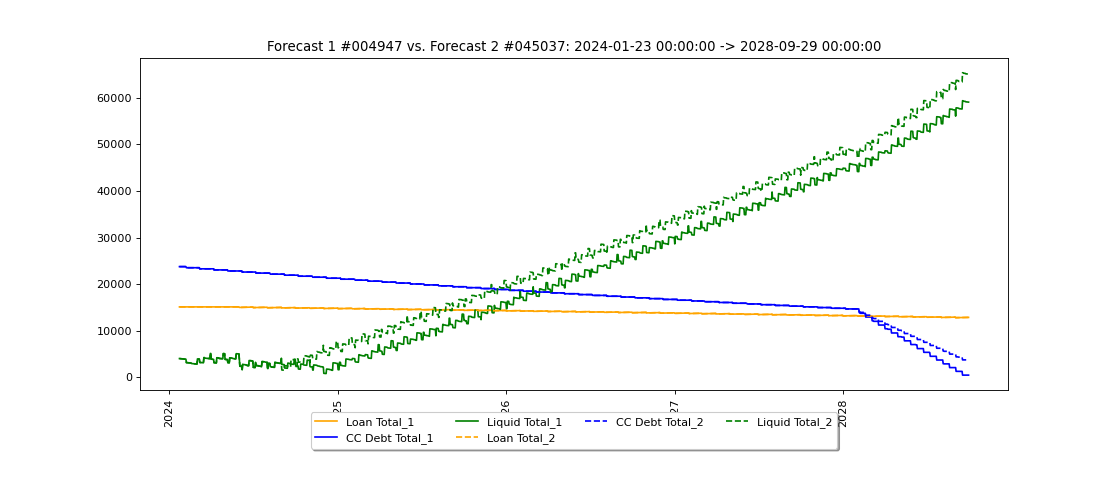 Forecast 1 #004947 vs. Forecast 2 #045037: 2024-01-23 00:00:00 -> 2028-09-29 00:00:00
60000
50000
40000
30000
20000
10000
0
2024
25
26
27
2028
Loan Total_1
Liquid Total_1
CC Debt Total_2
Liquid Total_2
CC Debt Total_1
Loan Total_2